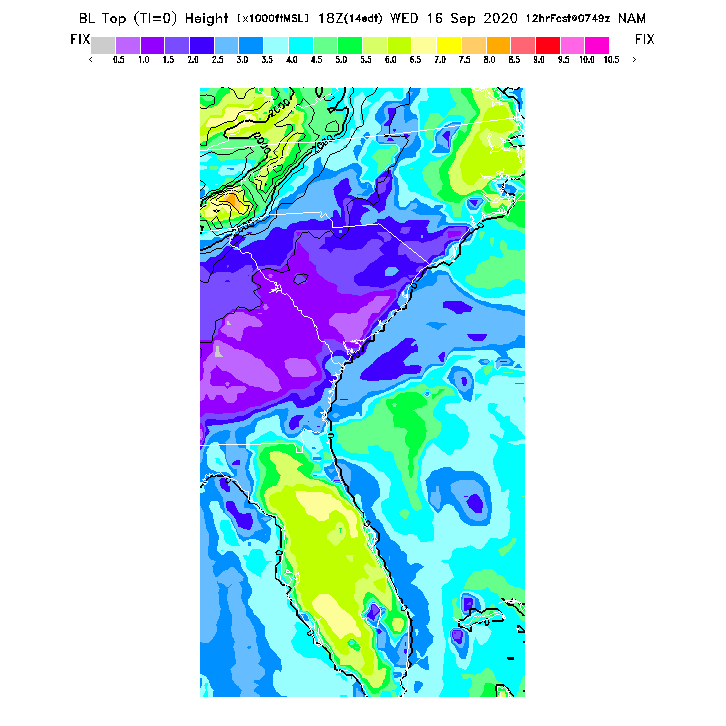 BL Top (TI=0) Height [x1000ftMSL] 18Z(14edt) WED 16 Sep 2020 12hrFcst@0749z NAM
FIX FIX
< 0.5 1.0 1.5 2.0 2.5 3.0 3.5 4.0 4.5 5.0 5.5 6.0 6.5 7.0 7.5 8.0 8.5 9.0 9.5 10.0 10.5 >
2000
2000